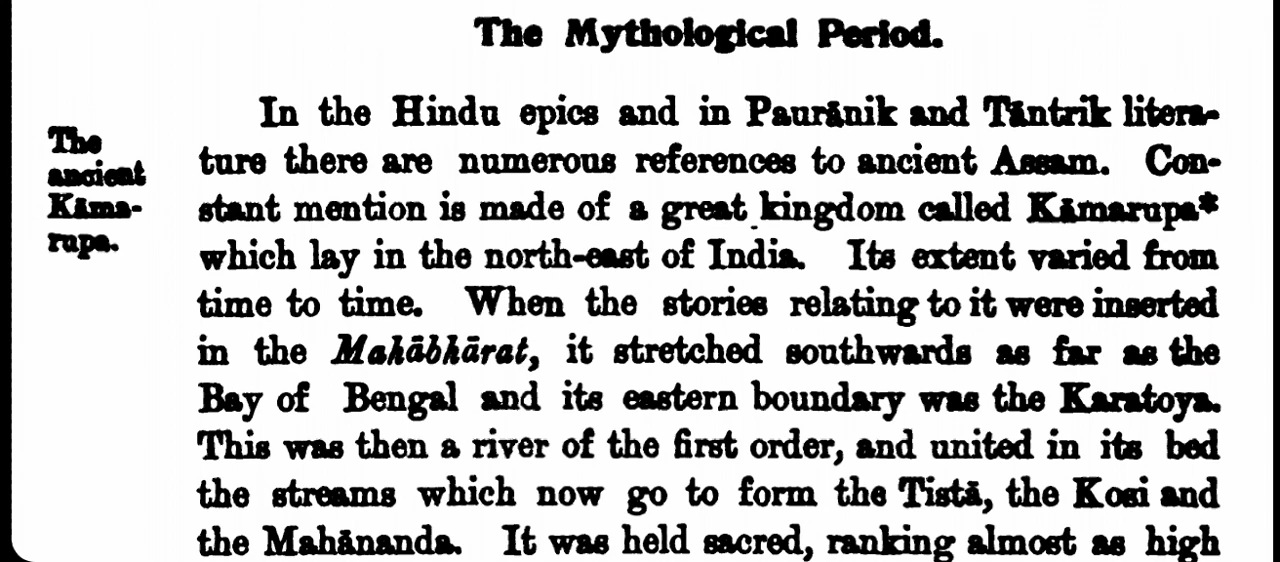 The Mythological Period.
The
ancient
Kāma-
rupa.
In the Hindu epics and in Paurānik and Tāntrik litera-
ture there are numerous references to ancient Assam. Con-
stant mention is made of a great kingdom called Kāmarupa*
which lay in the north-east of India. Its extent varied from
time to time. When the stories relating to it were inserted
in the Mahābhārat, it stretched southwards as far as the
Bay of Bengal and its eastern boundary was the Karatoya.
This was then a river of the first order, and united in its bed
the streams which now go to form the Tistā, the Kosi and
the Mahānanda. It was held sacred, ranking almost as high